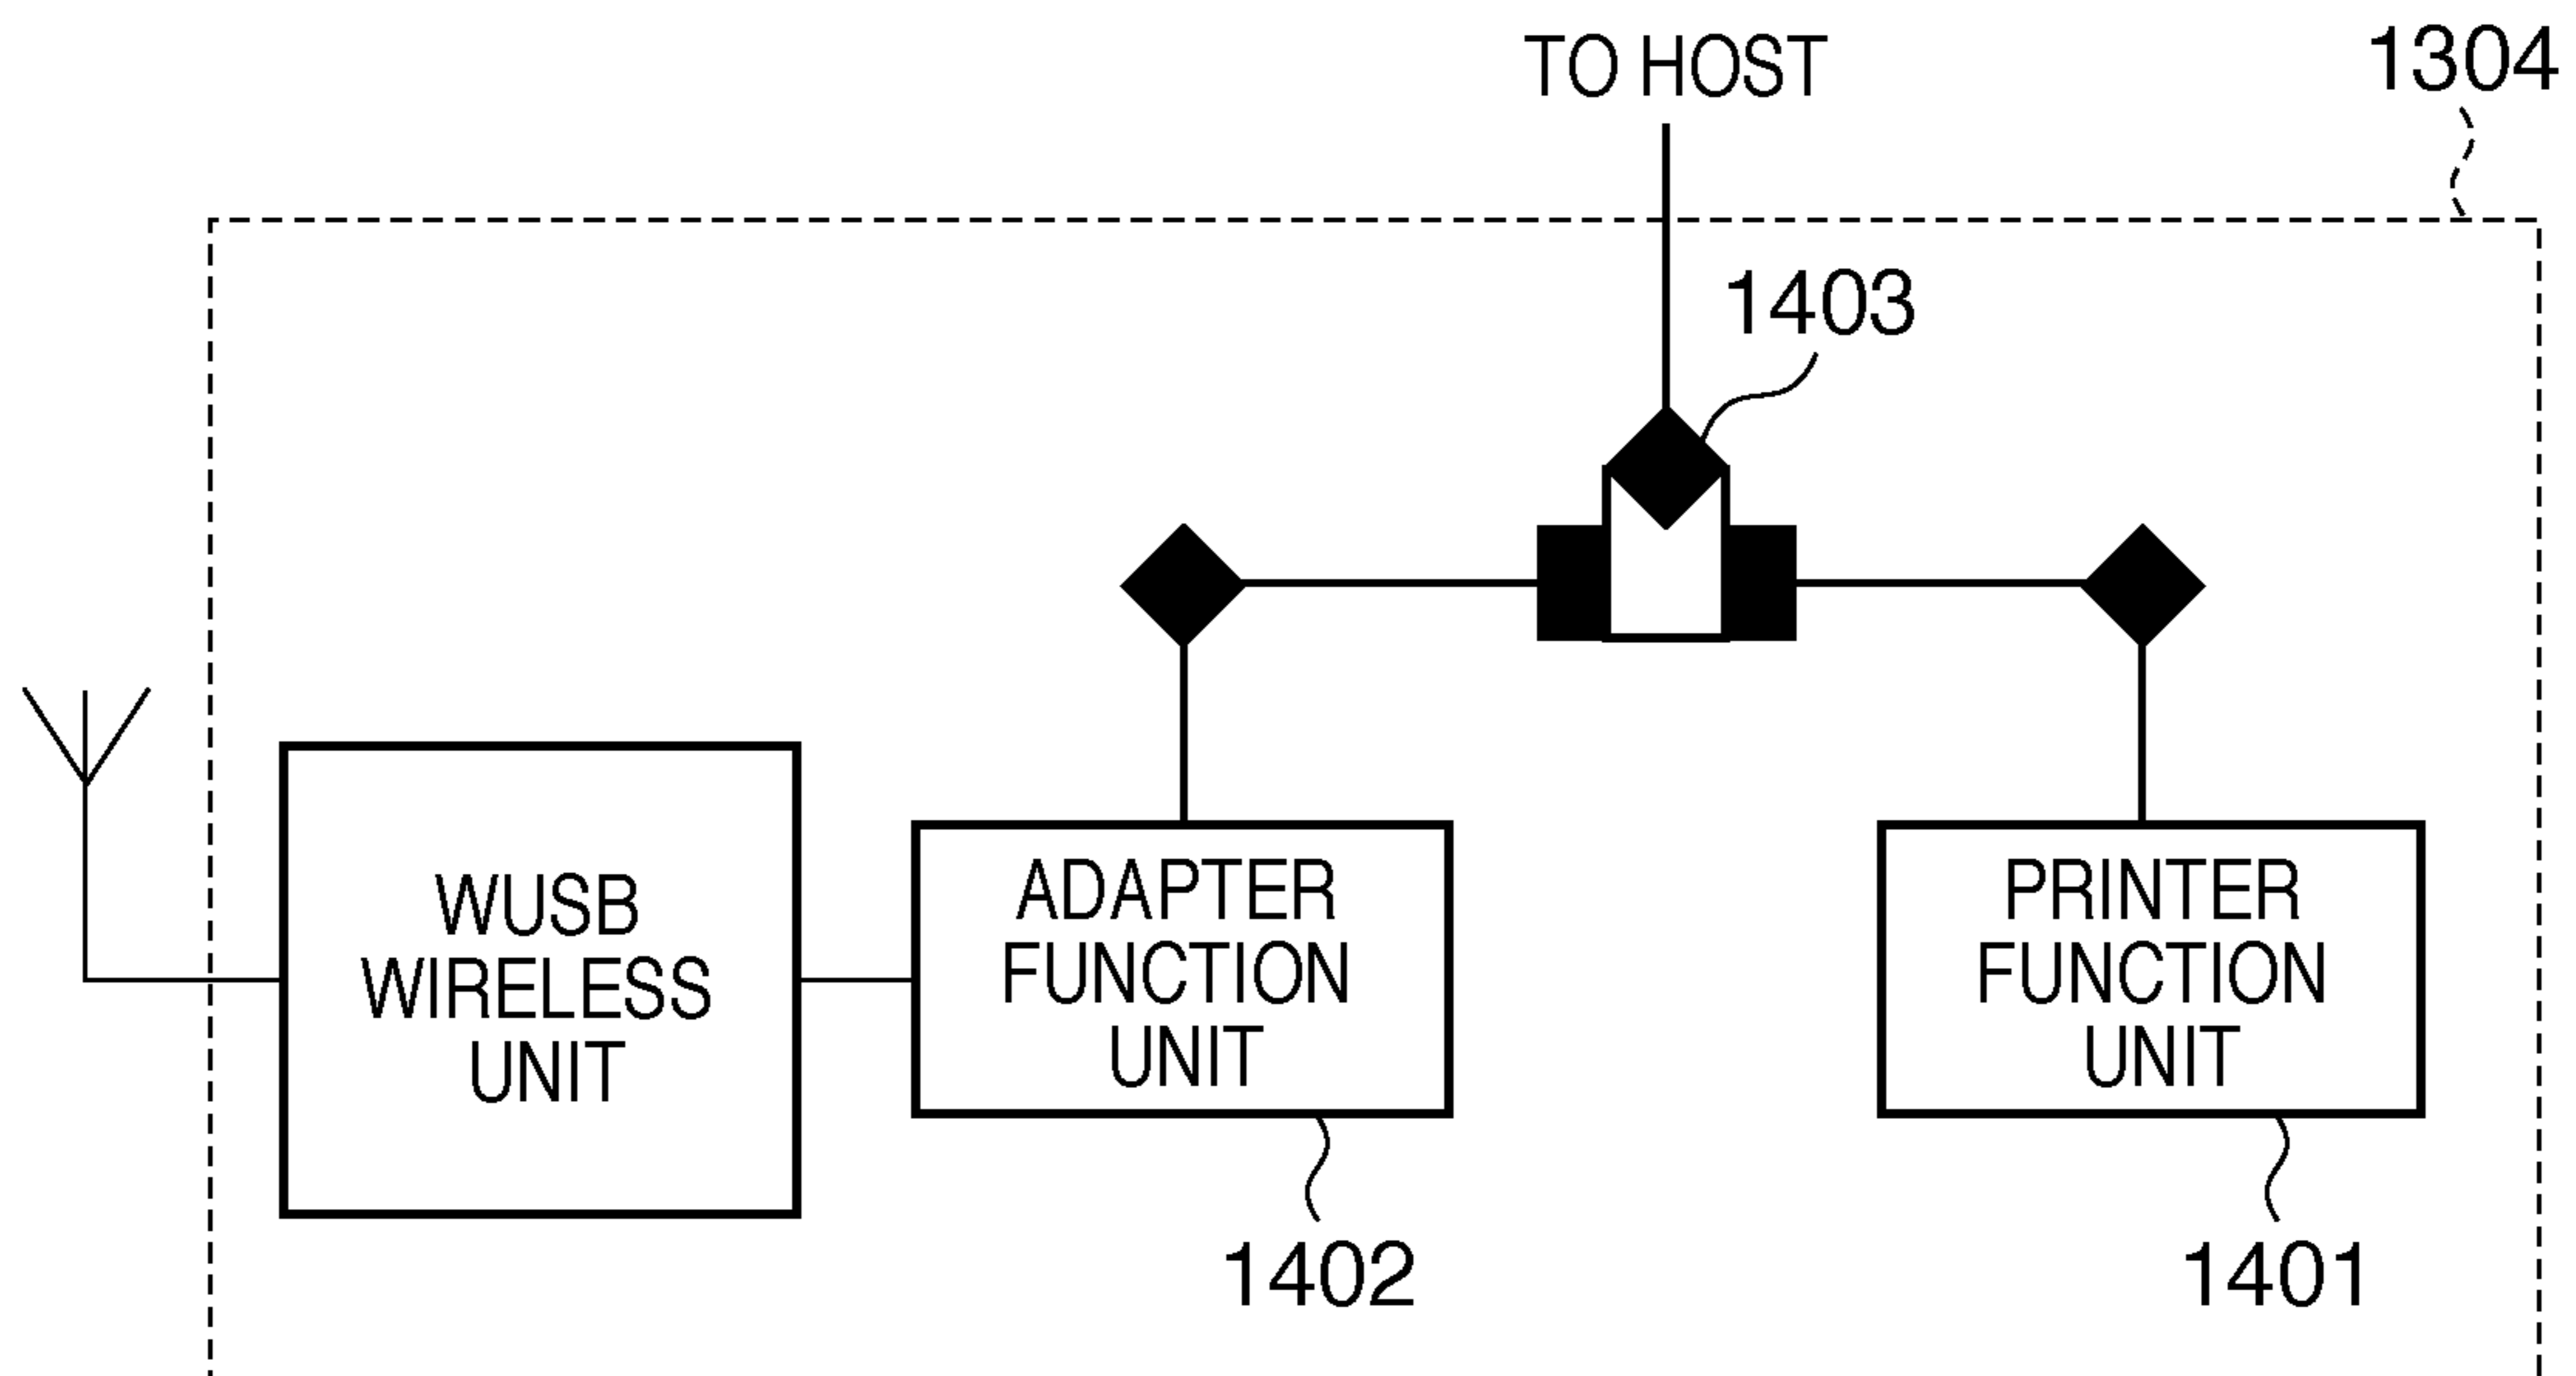 TO HOST
1304
1403
WUSB
WIRELESS
UNIT
ADAPTER
FUNCTION
UNIT
PRINTER
FUNCTION
UNIT
1402
1401